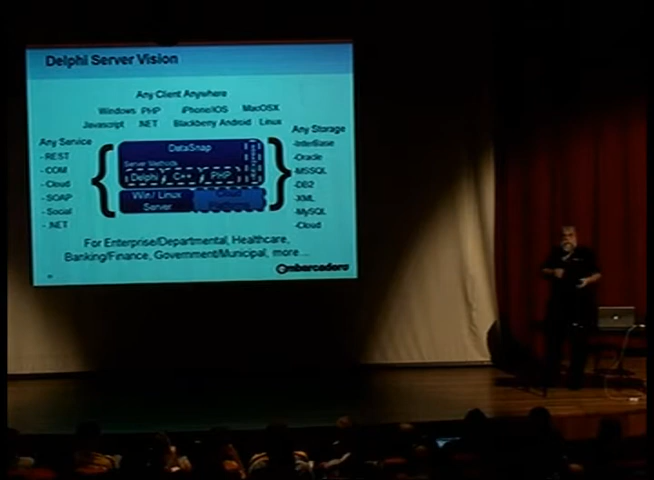 Delphi Server Vision
Any Client Anywhere
Windows PHP iPhone/iOS MacOSX
Javascript .NET Blackberry Android Linux
Any Service
- REST
- COM
- Cloud
- SOAP
- Social
- .NET
DataSnap
Server Methods
Delphi C++ PHP
Win / Linux
Server
Cloud
Any Storage
-InterBase
-Oracle
-MSSQL
-DB2
-XML
-MySQL
-Cloud
For Enterprise/Departmental, Healthcare,
Banking/Finance, Government/Municipal, more...
embarcadero